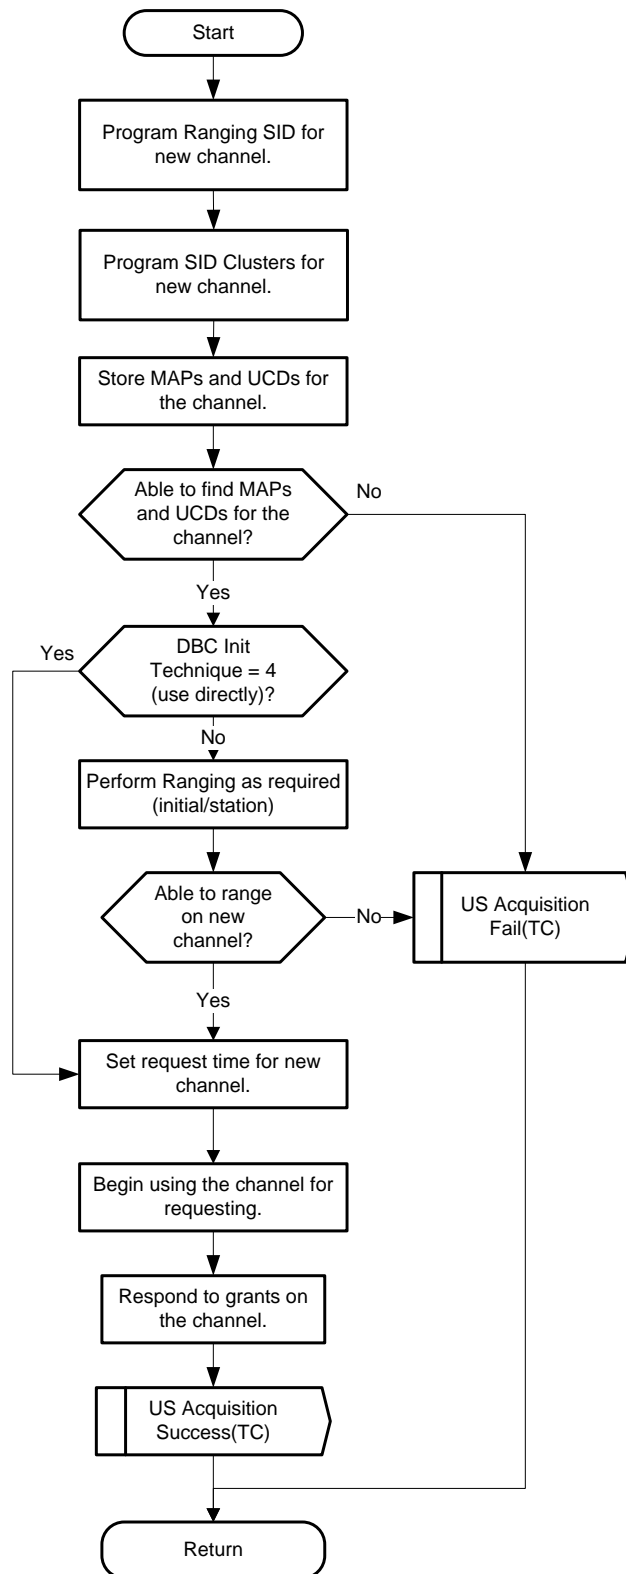 Start
Program Ranging SID for
new channel.
Program SID Clusters for
new channel.
Store MAPs and UCDs for
the channel.
Able to find MAPs
and UCDs for the
channel?
No
Yes
DBC Init
Technique = 4
(use directly)?
Yes
No
Perform Ranging as required
(initial/station)
Able to range
on new
channel?
No
US Acquisition
Fail(TC)
Yes
Set request time for new
channel.
Begin using the channel for
requesting.
Respond to grants on
the channel.
US Acquisition
Success(TC)
Return